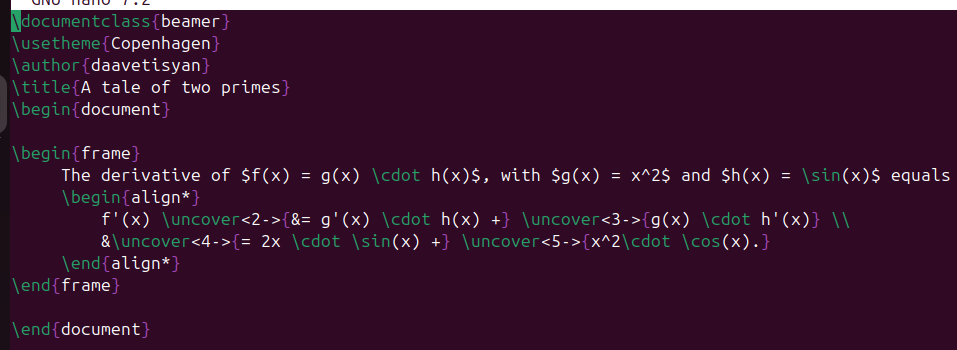 GNU nano 7.2
\documentclass{beamer}
\usetheme{Copenhagen}
\author{daavetisyan}
\title{A tale of two primes}
\begin{document}
\begin{frame}
The derivative of $f(x) = g(x) \cdot h(x)$, with $g(x) = x^2$ and $h(x) = \sin(x)$ equals
\begin{align*}
f'(x) \uncover<2->{&= g'(x) \cdot h(x) +} \uncover<3->{g(x) \cdot h'(x)} \\
&\uncover<4->{= 2x \cdot \sin(x) +} \uncover<5->{x^2\cdot \cos(x).}
\end{align*}
\end{frame}
\end{document}